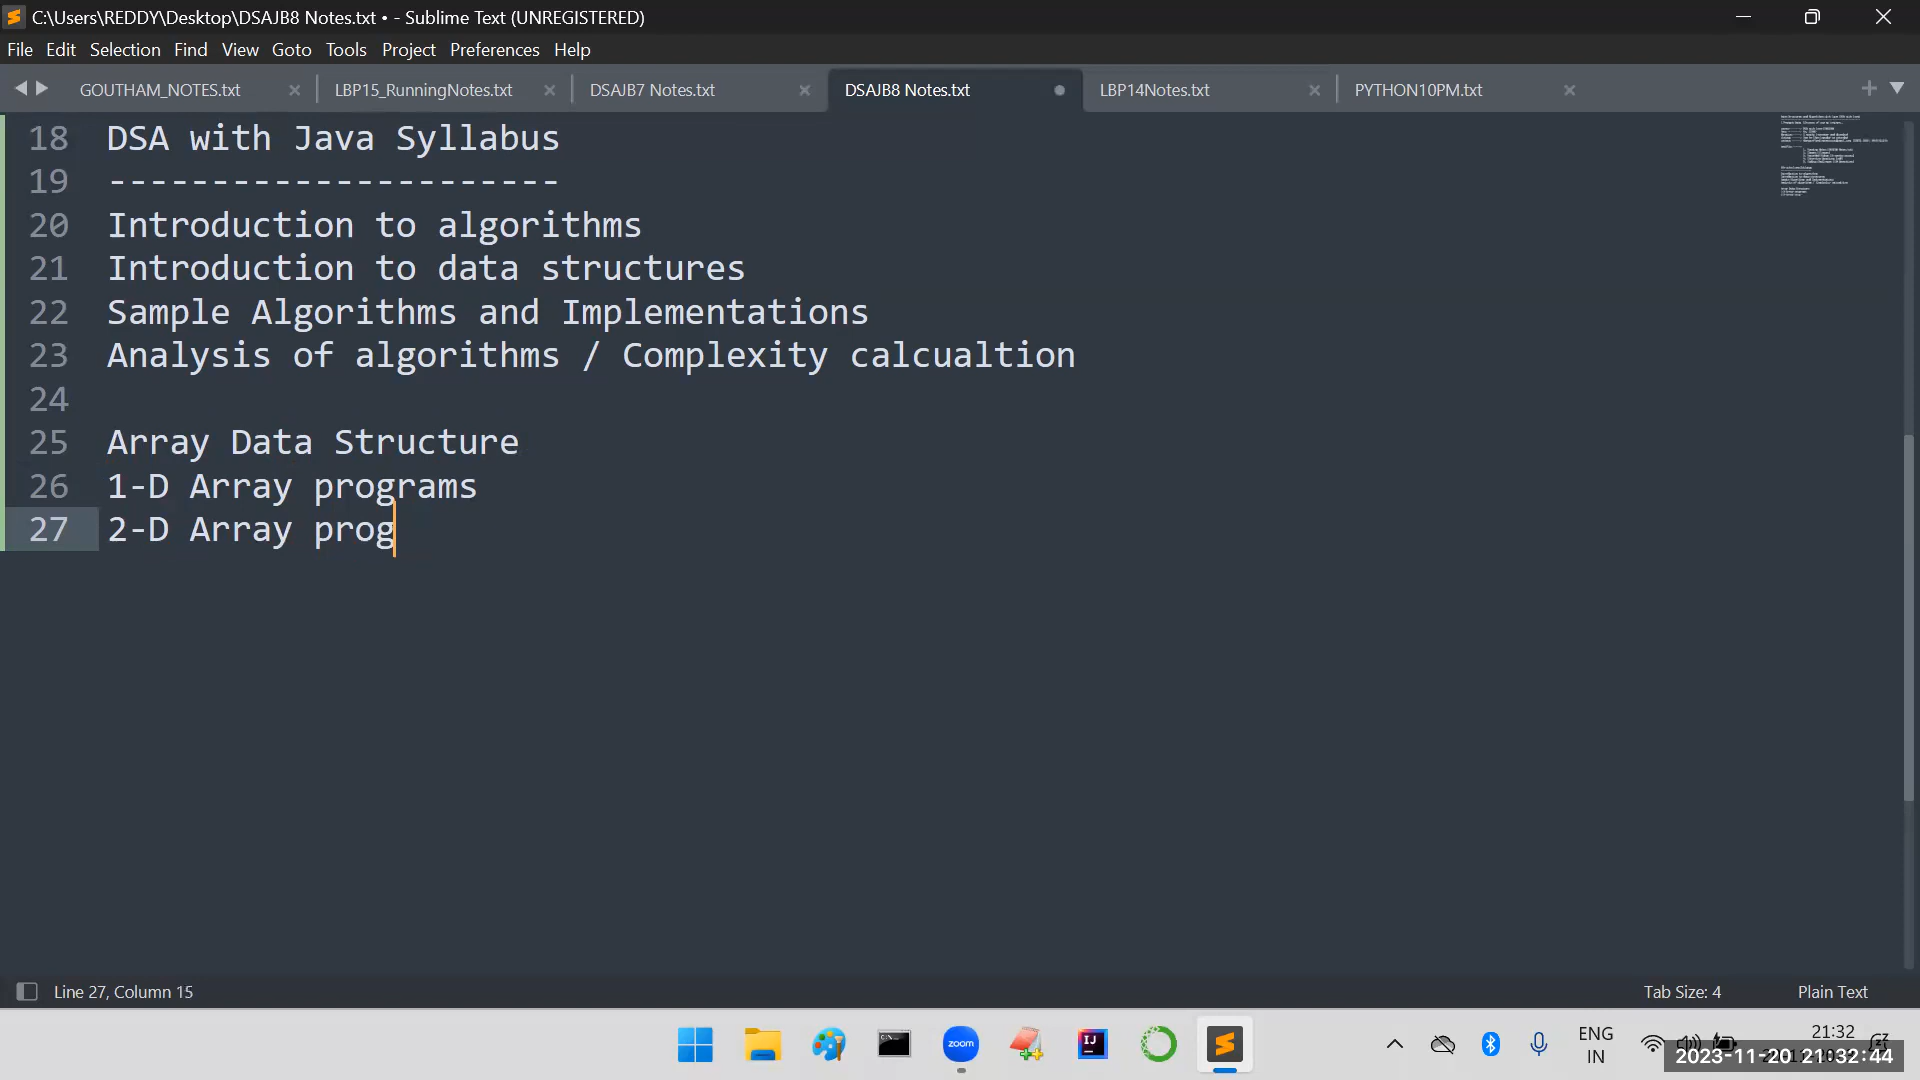 C:\Users\REDDY\Desktop\DSAJB8 Notes.txt • - Sublime Text (UNREGISTERED)
File Edit Selection Find View Goto Tools Project Preferences Help
GOUTHAM_NOTES.txt LBP15_RunningNotes.txt DSAJB7 Notes.txt DSAJB8 Notes.txt LBP14Notes.txt PYTHON10PM.txt
18 DSA with Java Syllabus
19 ----------------------
20 Introduction to algorithms
21 Introduction to data structures
22 Sample Algorithms and Implementations
23 Analysis of algorithms / Complexity calcualtion
24
25 Array Data Structure
26 1-D Array programs
27 2-D Array prog
Line 27, Column 15 Tab Size: 4 Plain Text
zoom
IJ
ENG
IN
21:32
2023-11-20 21:32:44